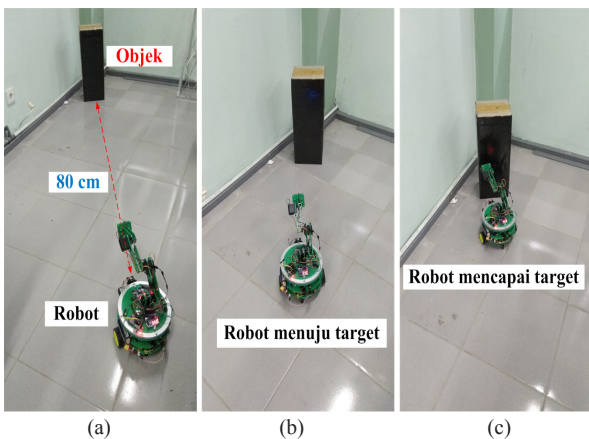 Objek
80 cm
Robot
Robot menuju target
Robot mencapai target
(a)
(b)
(c)